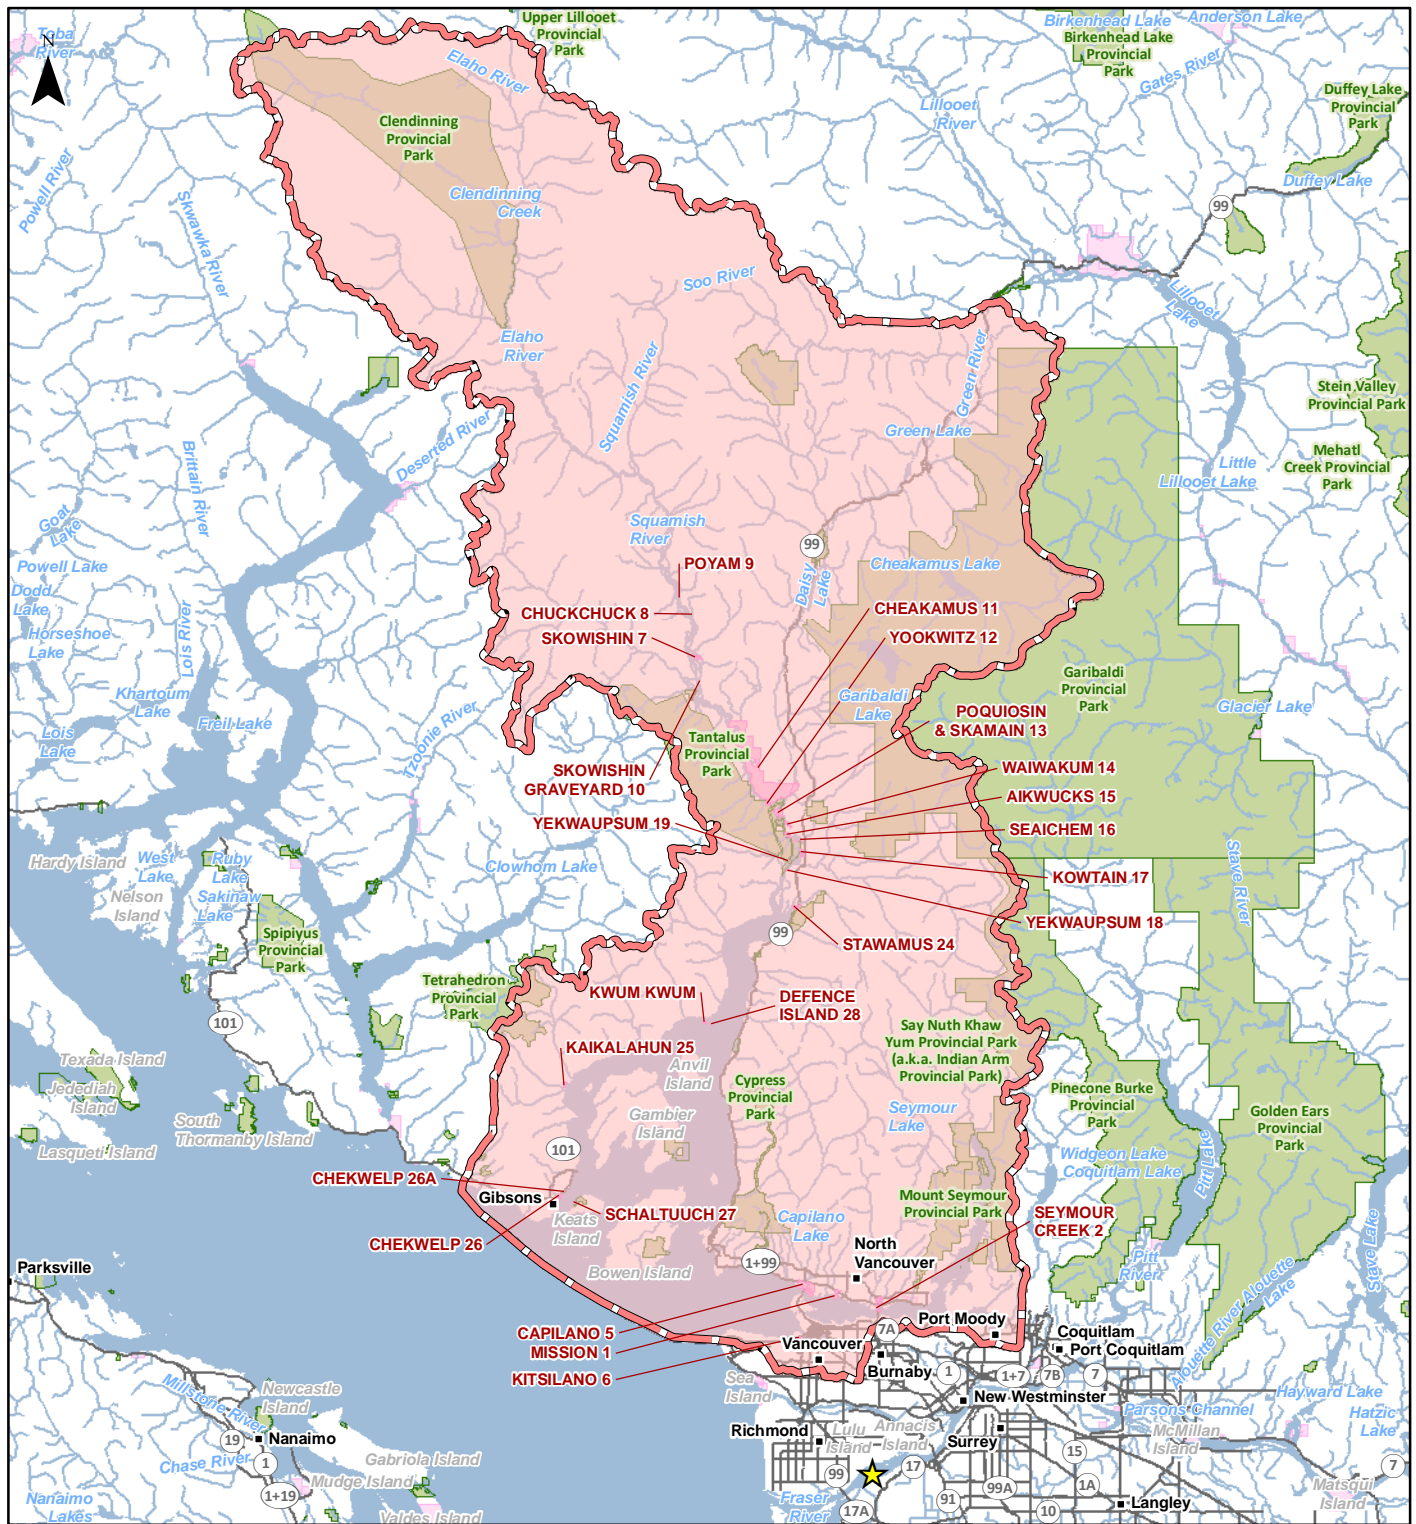 Upper Lillooet
Provincial
Park
Birkenhead Lake
Birkenhead Lake
Provincial
Park
Anderson Lake
Gates River
Toba
River
N
Elaho
River
Lillooet
River
Duffey Lake
Provincial
Park
Duffey Lake
Clendinning
Provincial
Park
Clendinning
Creek
Powell River
Skwawka River
99
Soo River
Lillooet
Lake
Elaho
River
Squamish River
Green River
Green Lake
Stein Valley
Provincial Park
Mehatl
Creek Provincial
Park
Little
Lillooet Lake
Deserted River
Brittain River
Goat
Lake
Powell Lake
Dodd
Lake
Horseshoe
Lake
Lois River
Khartoum
Lake
Lois
Lake
Freil Lake
Squamish
River
99
Daisy
Lake
Cheakamus Lake
POYAM 9
CHUCKCHUCK 8
SKOWISHIN 7
CHEAKAMUS 11
YOOKWITZ 12
Garibaldi
Lake
Garibaldi
Provincial
Park
Glacier Lake
POQUIOSIN
& SKAMAIN 13
Tzoonie River
Tantalus
Provincial
Park
SKOWISHIN
GRAVEYARD 10
WAIWAKUM 14
AIKWUCKS 15
YEKWAUPSUM 19
SEAICHEM 16
KOWTAIN 17
YEKWAUPSUM 18
Stave River
Hardy Island
West
Lake
Ruby
Lake
Sakinaw
Lake
Nelson
Island
Clowhom Lake
Spipiyus
Provincial
Park
99
STAWAMUS 24
Tetrahedron
Provincial
Park
KWUM KWUM
DEFENCE
ISLAND 28
101
KAIKALAHUN 25
Anvil
Island
Say Nuth Khaw
Yum Provincial Park
(a.k.a. Indian Arm
Provincial Park)
Texada Island
Jedediah
Island
South
Thormanby Island
Lasqueti Island
Cypress
Provincial
Park
Gambier
Island
Seymour
Lake
Pinecone Burke
Provincial
Park
Golden Ears
Provincial
Park
101
Widgeon Lake
Coquitlam Lake
Pitt Lake
CHEKWELP 26A
Gibsons
SCHALTUUCH 27
Keats
Island
CHEKWELP 26
Capilano
Lake
Mount Seymour
Provincial Park
SEYMOUR
CREEK 2
Stave Lake
Parksville
Bowen Island
1+99
North
Vancouver
Pitt
River
Alouette
Lake
Alouette River
CAPILANO 5
MISSION 1
KITSILANO 6
Vancouver
7A
Port Moody
Burnaby
Coquitlam
Port Coquitlam
1
1+7
7B
7
New Westminster
Sea
Island
Newcastle
Island
Millstone River
Hayward Lake
Hatzic
Lake
Parsons Channel
McMillan
Island
Richmond
Lulu
Island
Annacis
Island
Surrey
19
Nanaimo
Chase River
1
Gabriola Island
Mudge Island
1+19
Nanaimo
Lakes
Valdes Island
99
17
15
7
99A
1A
91
10
17A
Fraser
River
Langley
Matsqui
Island